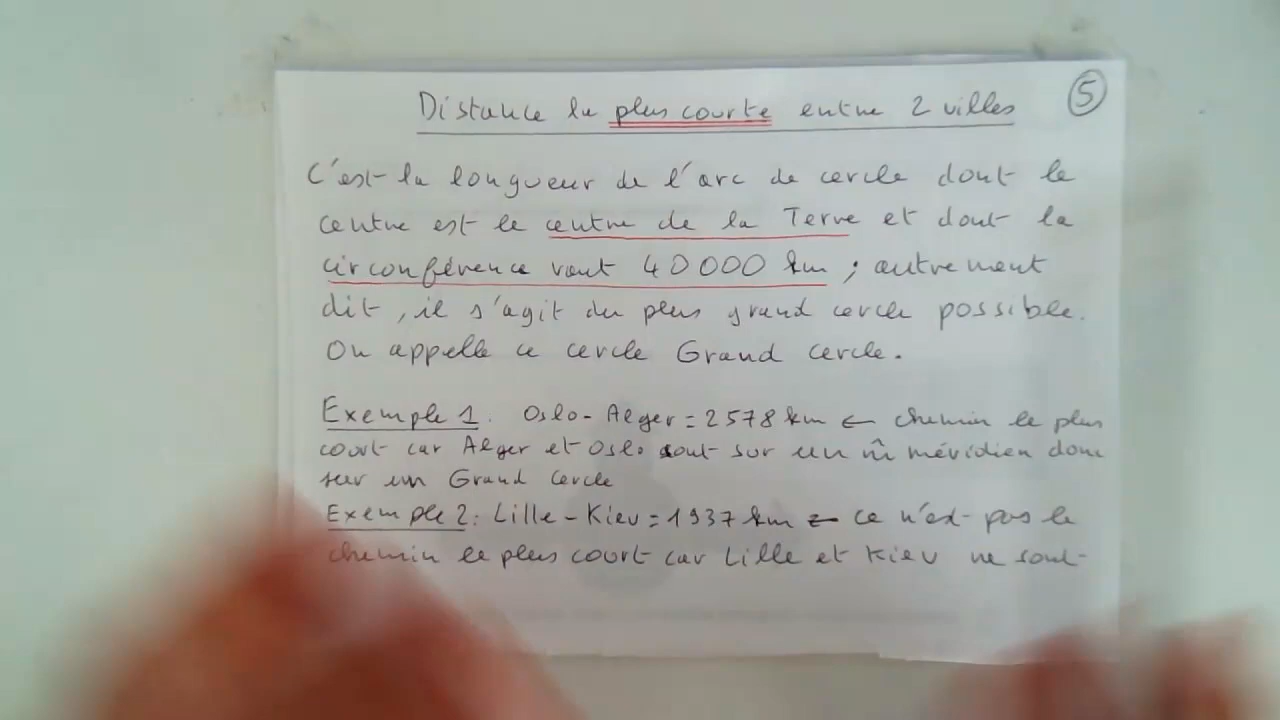 Distance la plus courte entre 2 villes
5
C'est la longueur de l'arc de cercle dont le
centre est le centre de la Terre et dont la
circonférence vaut 40 000 km ; autrement
dit, il s'agit du plus grand cercle possible.
On appelle ce cercle Grand cercle.
Exemple 1. Oslo - Alger = 2578 km ← chemin le plus
court car Alger et Oslo sont sur un m̂ méridien donc
sur un Grand Cercle
Exemple 2 : Lille - Kiev = 1937 km ← ce n'est pas le
chemin le plus court car Lille et Kiev ne sont